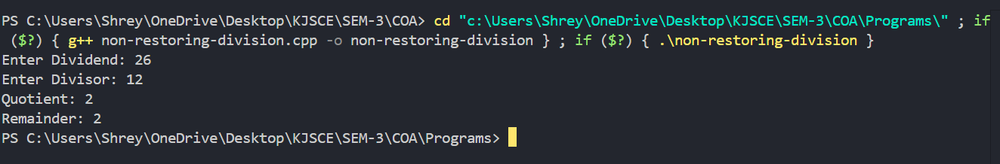 PS C:\Users\Shrey\OneDrive\Desktop\KJSCE\SEM-3\COA> cd "c:\Users\Shrey\OneDrive\Desktop\KJSCE\SEM-3\COA\Programs\" ; if
($?) { g++ non-restoring-division.cpp -o non-restoring-division } ; if ($?) { .\non-restoring-division }
Enter Dividend: 26
Enter Divisor: 12
Quotient: 2
Remainder: 2
PS C:\Users\Shrey\OneDrive\Desktop\KJSCE\SEM-3\COA\Programs>